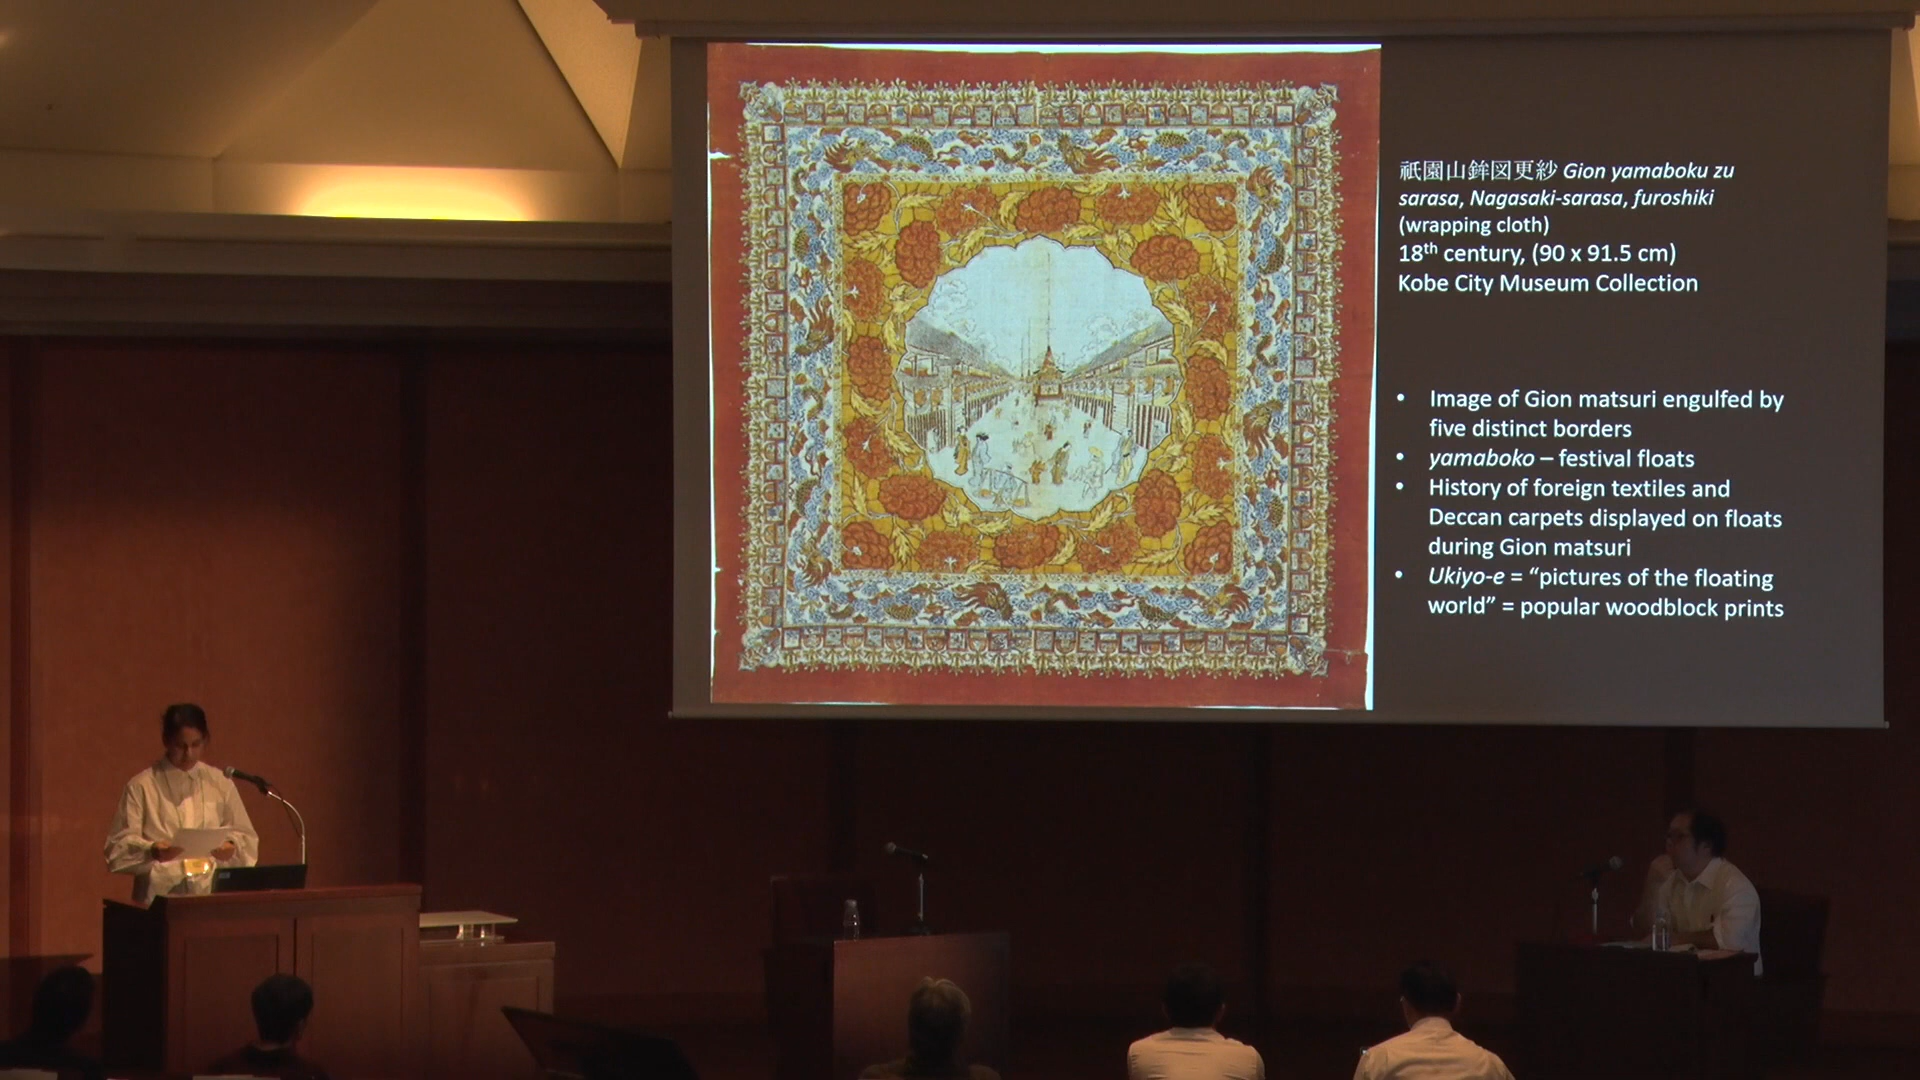 祇園山鉾図更紗 Gion yamaboku zu
sarasa, Nagasaki-sarasa, furoshiki
(wrapping cloth)
18th century, (90 x 91.5 cm)
Kobe City Museum Collection
• Image of Gion matsuri engulfed by
five distinct borders
• yamaboko – festival floats
• History of foreign textiles and
Deccan carpets displayed on floats
during Gion matsuri
• Ukiyo-e = “pictures of the floating
world” = popular woodblock prints